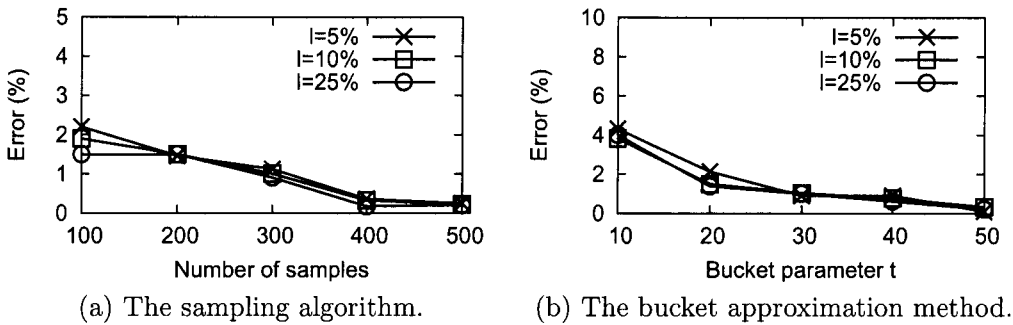 5
4
3
2
1
0
Error (%)
l=5%
l=10%
l=25%
100 200 300 400 500
Number of samples
(a) The sampling algorithm.
10
8
6
4
2
0
Error (%)
l=5%
l=10%
l=25%
10 20 30 40 50
Bucket parameter t
(b) The bucket approximation method.